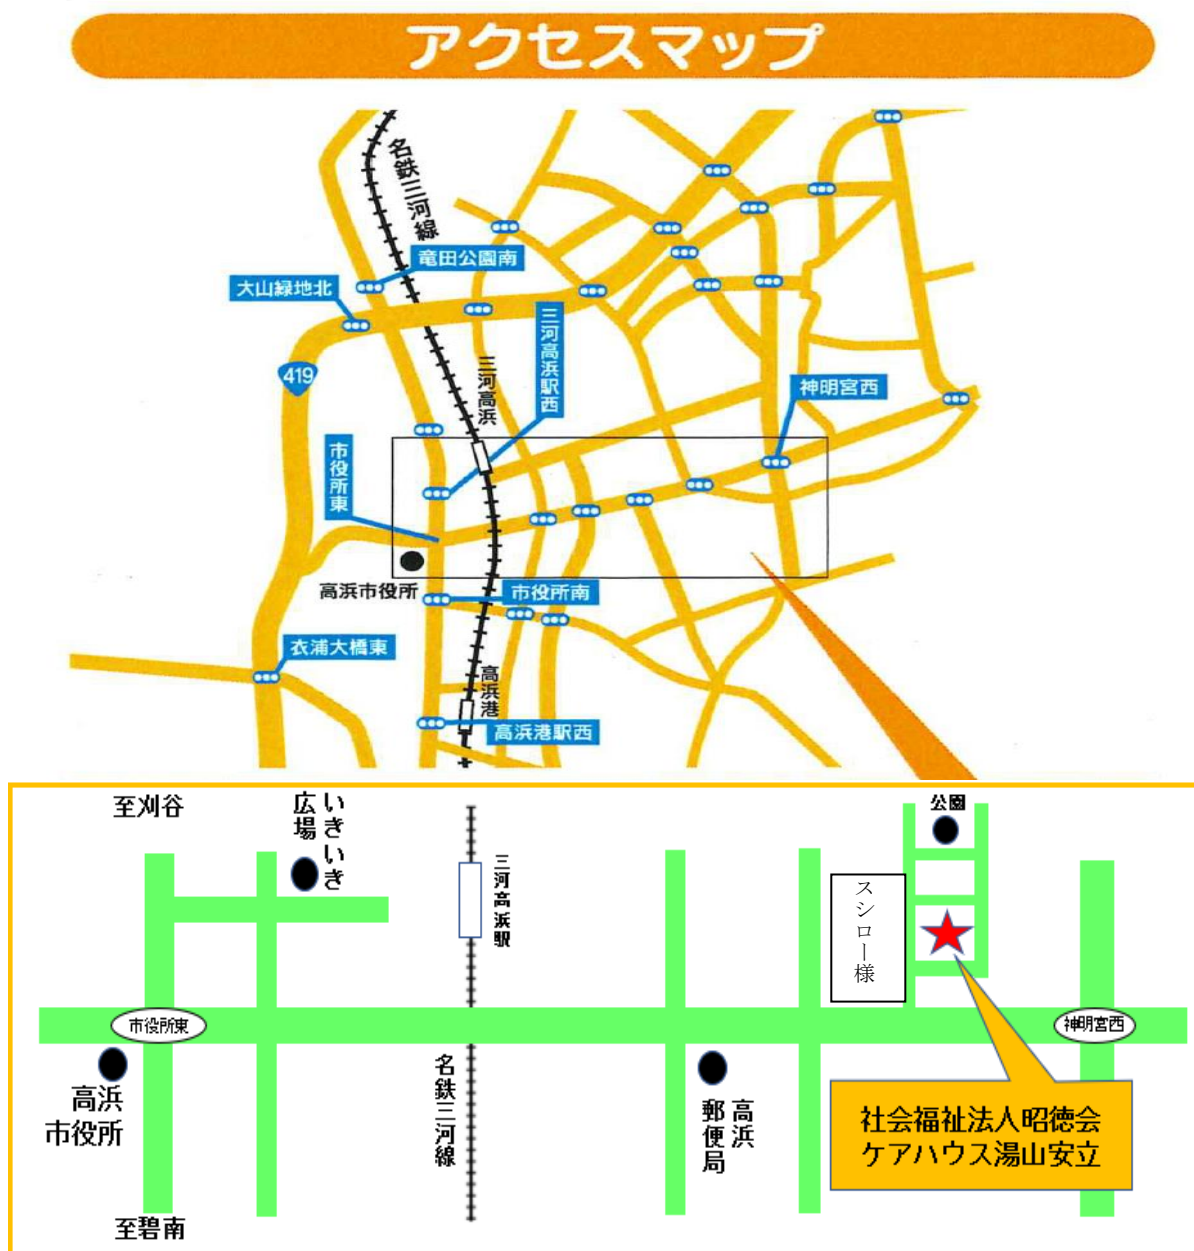 アクセスマップ
名鉄三河線
竜田公園南
大山緑地北
三河高浜駅西
三河高浜
419
神明宮西
市役所東
高浜市役所
市役所南
衣浦大橋東
高浜港
高浜港駅西
至刈谷
いきいき
広場
三河高浜駅
公園
スシロー様
市役所東
神明宮西
高浜
市役所
名鉄三河線
高浜
郵便局
社会福祉法人昭徳会
ケアハウス湯山安立
至碧南